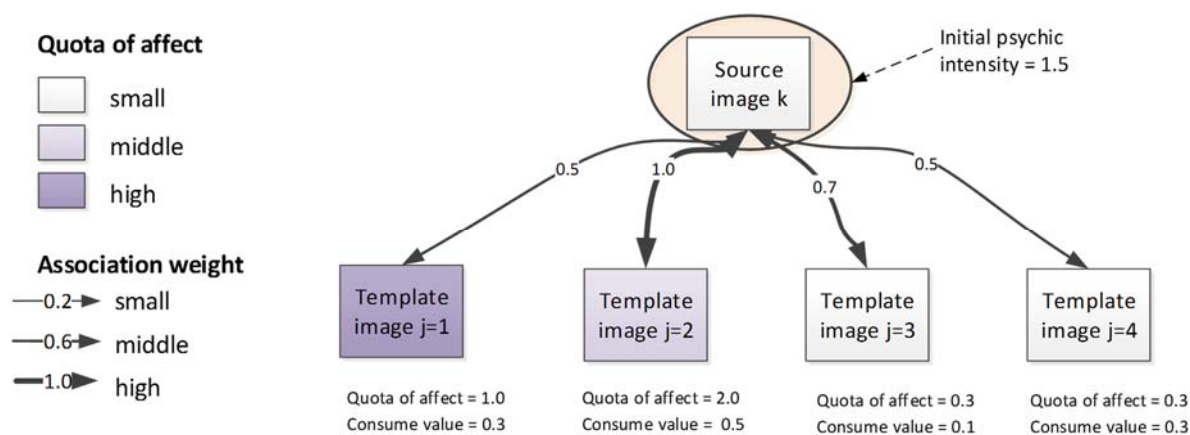 Quota of affect
small
middle
high
Association weight
0.2
small
0.6
middle
1.0
high
Source
image k
Initial psychic
intensity = 1.5
0.5
1.0
0.7
0.5
Template
image j=1
Template
image j=2
Template
image j=3
Template
image j=4
Quota of affect = 1.0
Consume value = 0.3
Quota of affect = 2.0
Consume value = 0.5
Quota of affect = 0.3
Consume value = 0.1
Quota of affect = 0.3
Consume value = 0.3